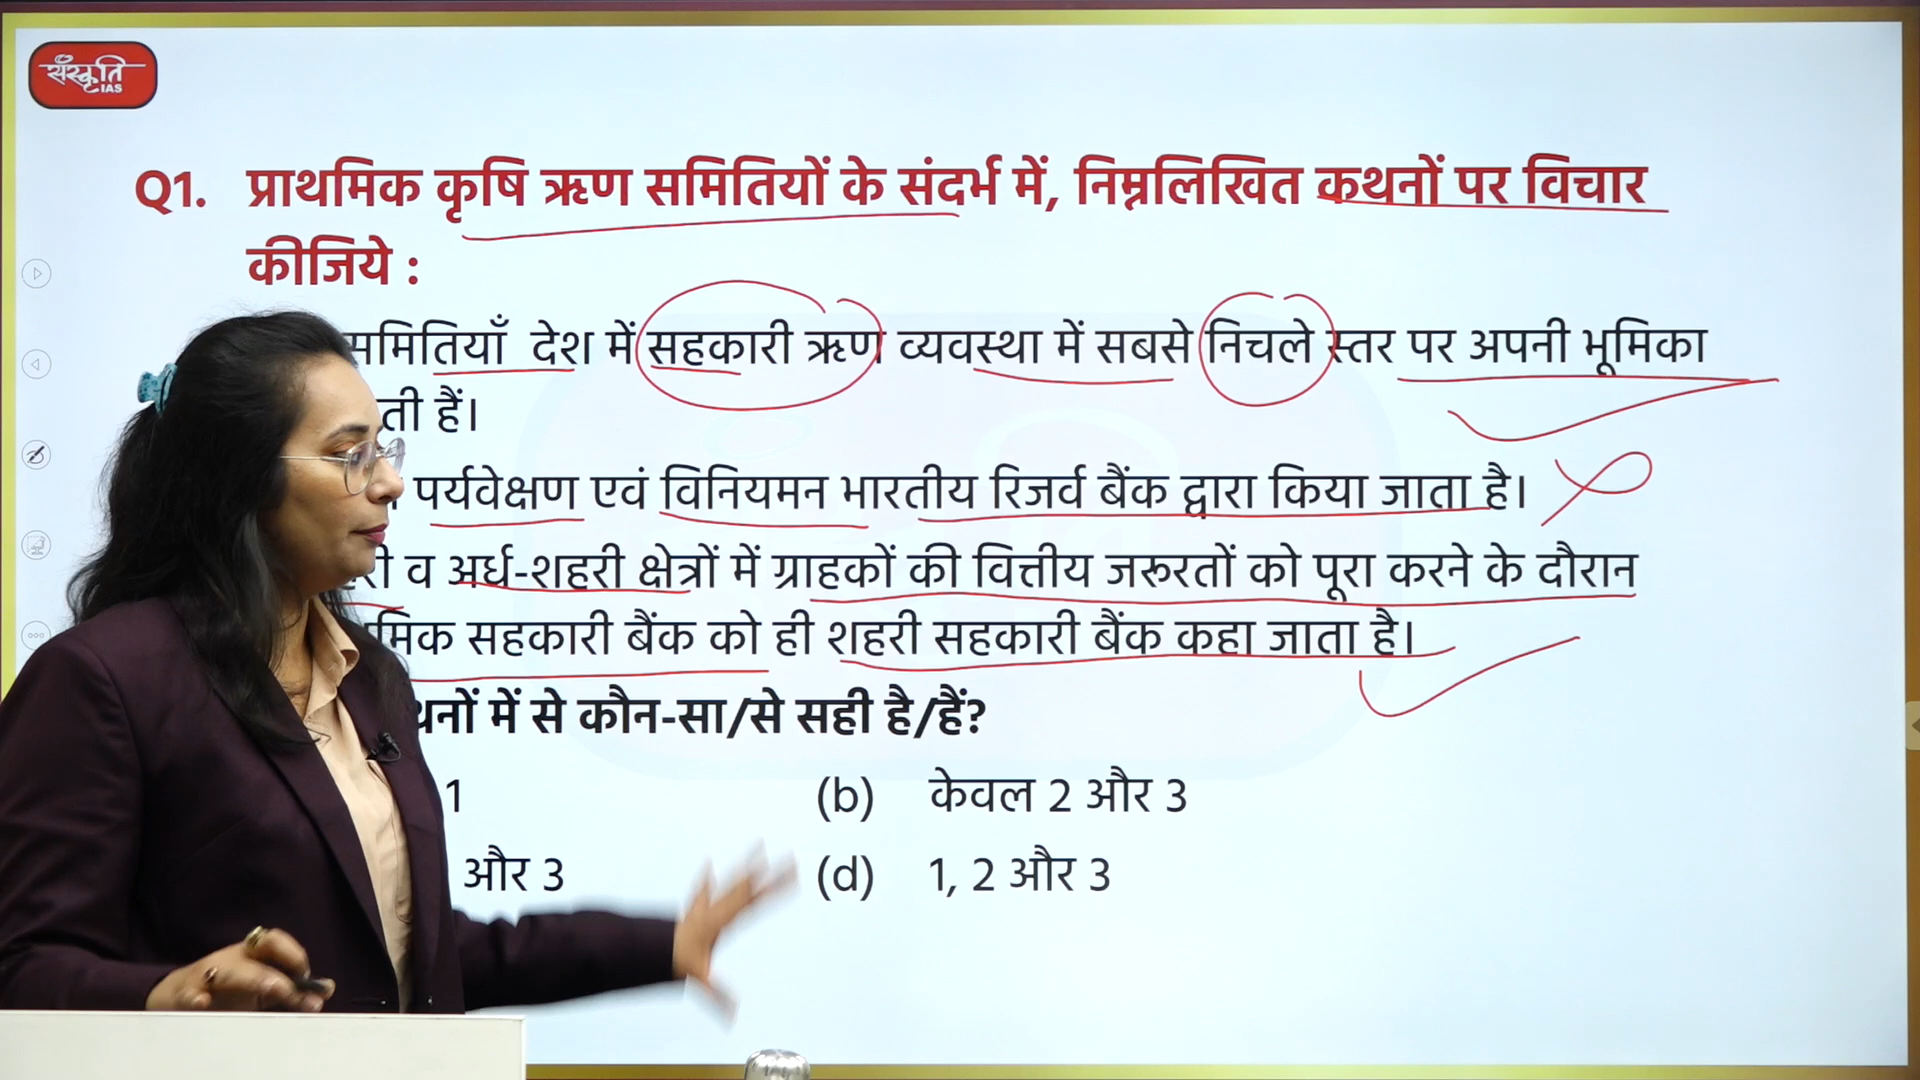 संस्कृति
IAS
Q1. प्राथमिक कृषि ऋण समितियों के संदर्भ में, निम्नलिखित कथनों पर विचार
कीजिये :
समितियाँ देश में सहकारी ऋण व्यवस्था में सबसे निचले स्तर पर अपनी भूमिका
ती हैं।
पर्यवेक्षण एवं विनियमन भारतीय रिजर्व बैंक द्वारा किया जाता है।
व अर्ध-शहरी क्षेत्रों में ग्राहकों की वित्तीय जरूरतों को पूरा करने के दौरान
मिक सहकारी बैंक को ही शहरी सहकारी बैंक कहा जाता है।
थनों में से कौन-सा/से सही है/हैं?
1 (b) केवल 2 और 3
और 3 (d) 1, 2 और 3